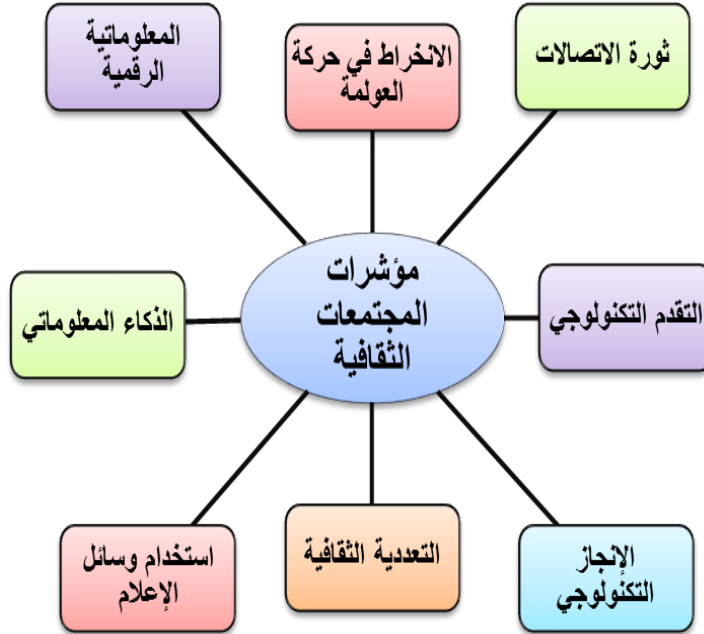 ثورة الاتصالات
الانخراط في حركة
العولمة
المعلوماتية
الرقمية
مؤشرات
المجتمعات
الثقافية
التقدم التكنولوجي
الذكاء المعلوماتي
الإنجاز
التكنولوجي
التعددية الثقافية
استخدام وسائل
الإعلام